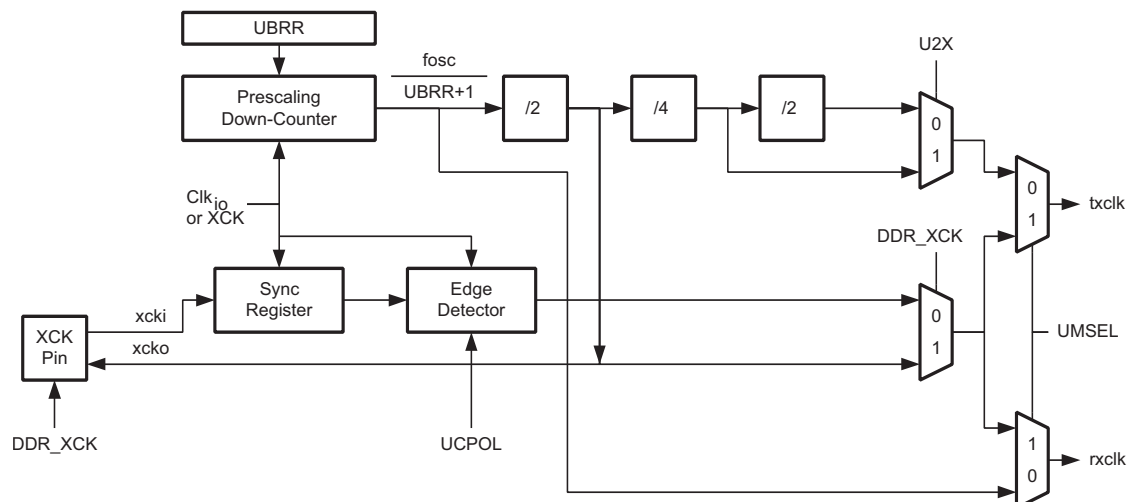 UBRR
U2X
fosc
UBRR+1
Prescaling
Down-Counter
/2
/4
/2
0
1
Clk_io
or XCK
0
1
txclk
DDR_XCK
Sync
Register
Edge
Detector
xcki
0
1
XCK
Pin
xcko
UMSEL
DDR_XCK
UCPOL
1
0
rxclk